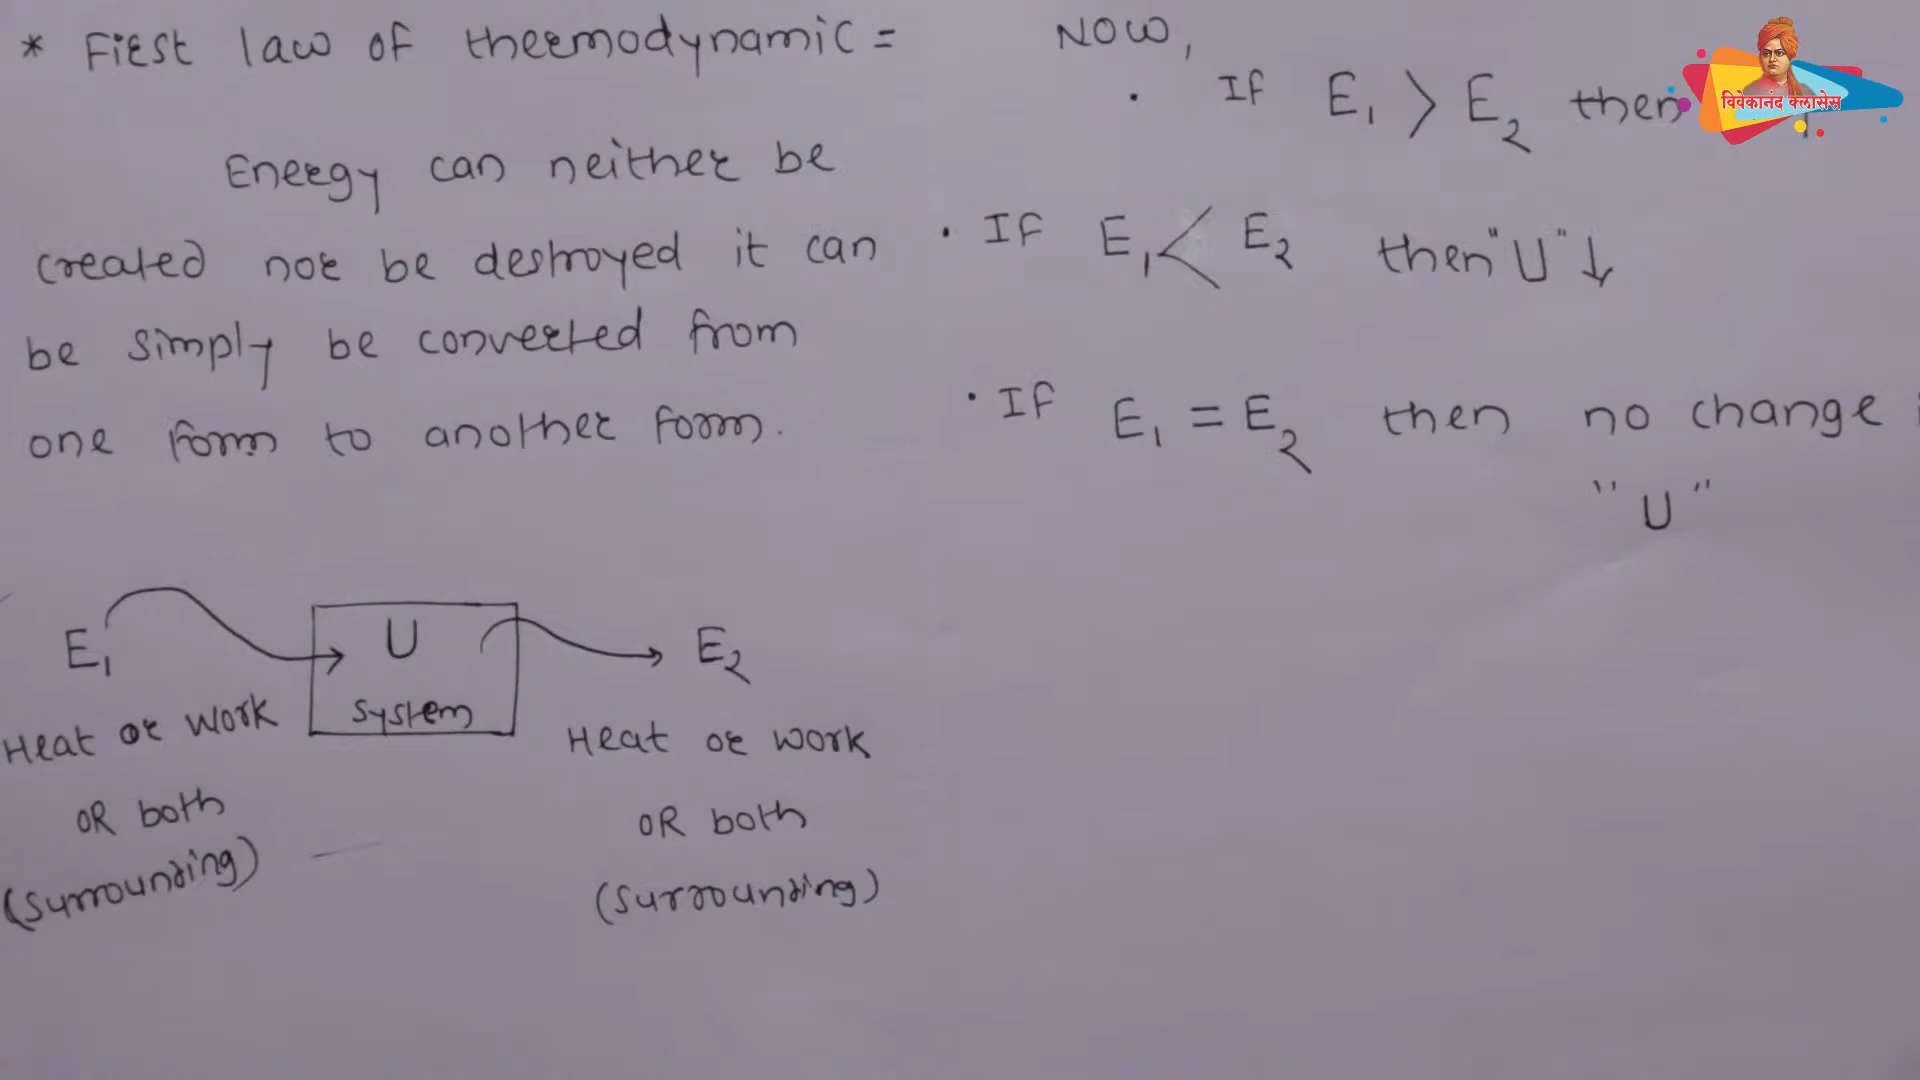 * First law of thermodynamic =
Energy can neither be
created nor be destroyed it can
be simply be converted from
one form to another form.
E1
U
System
E2
Heat or work
OR both
(surrounding)
Heat or work
OR both
(surrounding)
Now,
. If E1 > E2 then
. If E1 < E2 then "U" ↓
. If E1 = E2 then no change
"U"
विवेकानंद क्लासेस